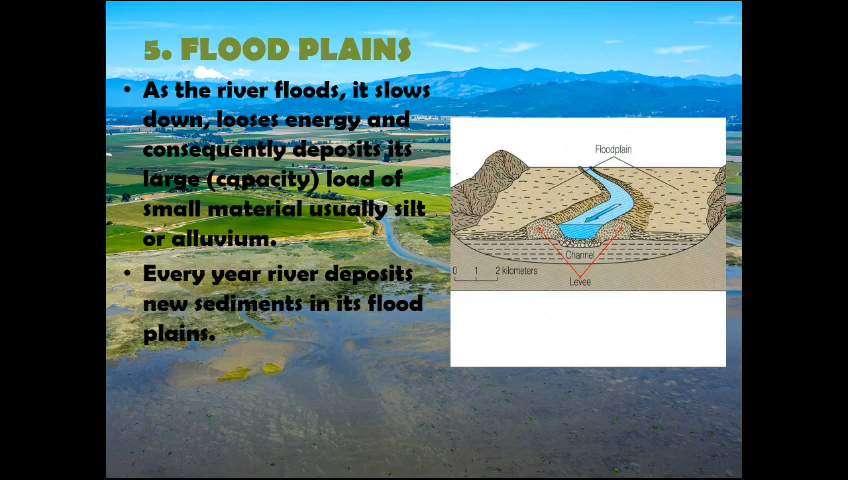 5. FLOOD PLAINS
• As the river floods, it slows
down, looses energy and
consequently deposits its
large (capacity) load of
small material usually silt
or alluvium.
• Every year river deposits
new sediments in its flood
plains.
Floodplain
Channel
0 1 2 kilometers
Levee